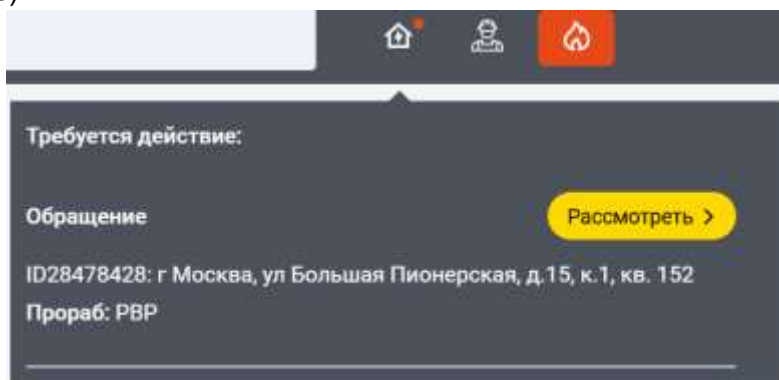 Требуется действие:
Обращение
Рассмотреть >
ID28478428: г Москва, ул Большая Пионерская, д.15, к.1, кв. 152
Прораб: РВР